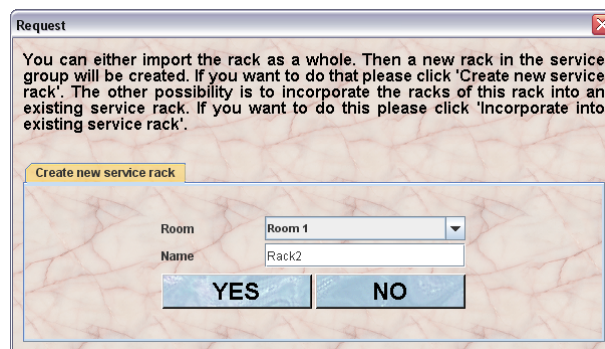 Request
You can either import the rack as a whole. Then a new rack in the service
group will be created. If you want to do that please click 'Create new service
rack'. The other possibility is to incorporate the racks of this rack into an
existing service rack. If you want to do this please click 'Incorporate into
existing service rack'.
Create new service rack
Room Room 1
Name Rack2
YES NO